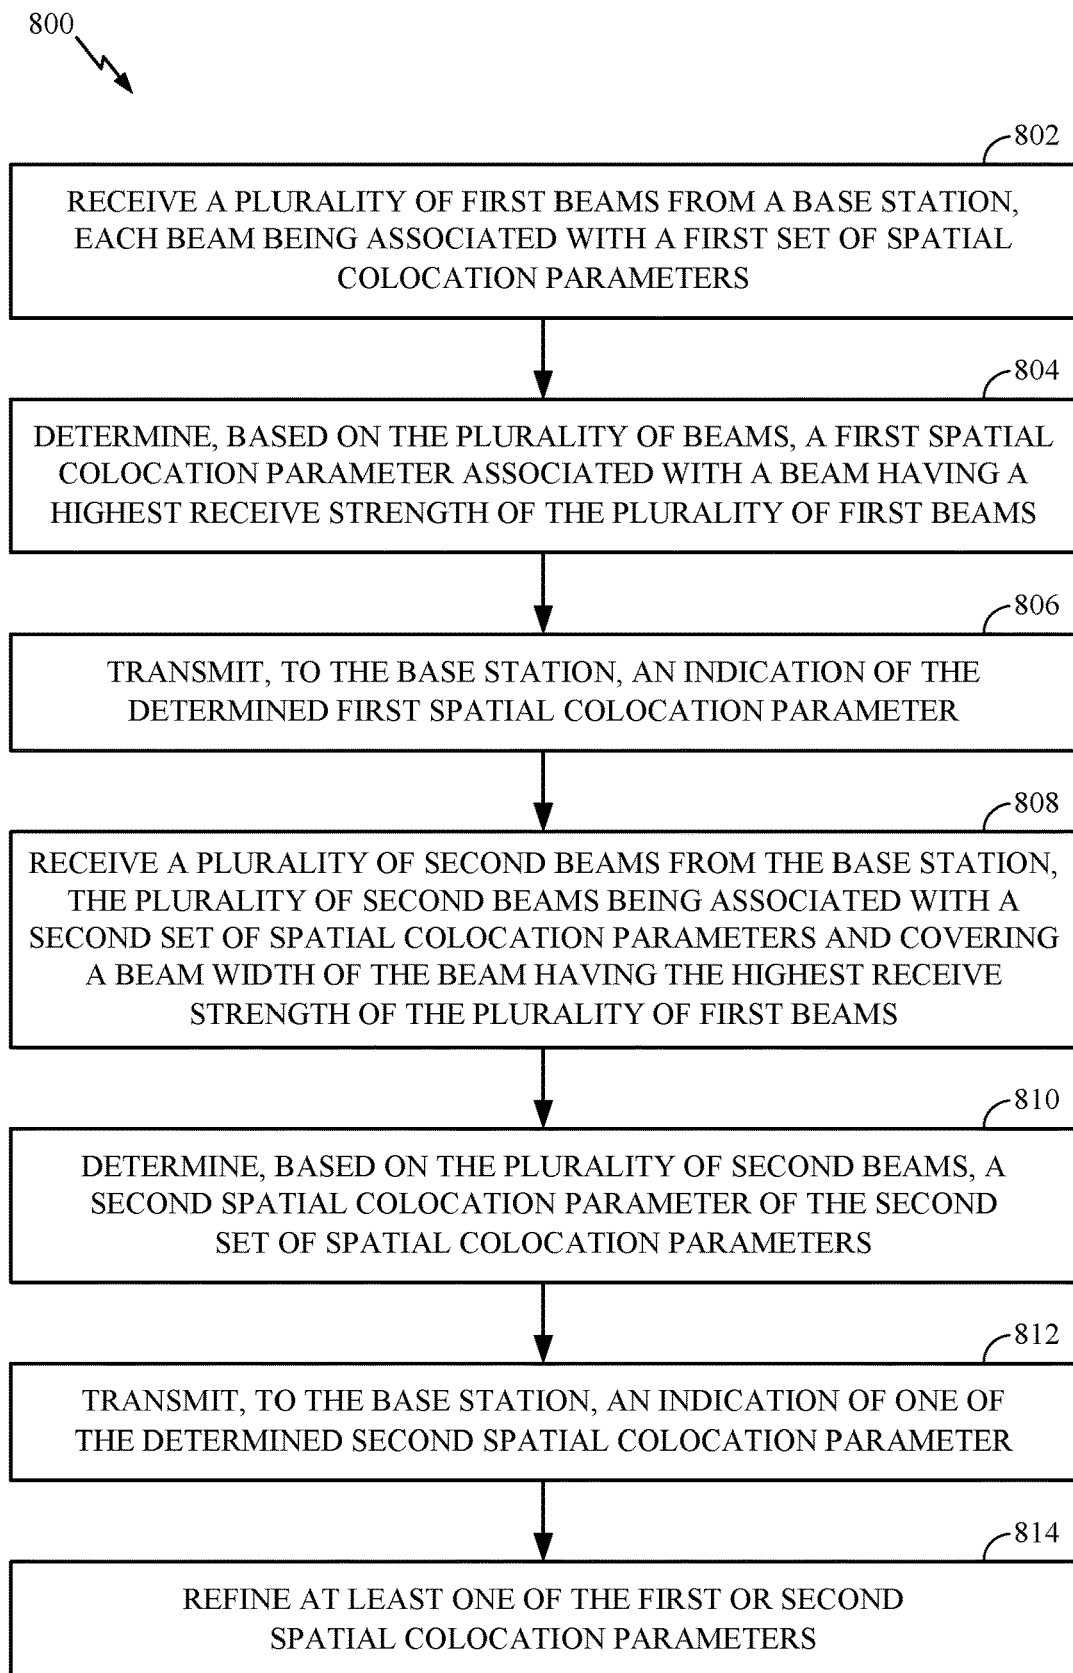 800
802
RECEIVE A PLURALITY OF FIRST BEAMS FROM A BASE STATION,
EACH BEAM BEING ASSOCIATED WITH A FIRST SET OF SPATIAL
COLOCATION PARAMETERS
804
DETERMINE, BASED ON THE PLURALITY OF BEAMS, A FIRST SPATIAL
COLOCATION PARAMETER ASSOCIATED WITH A BEAM HAVING A
HIGHEST RECEIVE STRENGTH OF THE PLURALITY OF FIRST BEAMS
806
TRANSMIT, TO THE BASE STATION, AN INDICATION OF THE
DETERMINED FIRST SPATIAL COLOCATION PARAMETER
808
RECEIVE A PLURALITY OF SECOND BEAMS FROM THE BASE STATION,
THE PLURALITY OF SECOND BEAMS BEING ASSOCIATED WITH A
SECOND SET OF SPATIAL COLOCATION PARAMETERS AND COVERING
A BEAM WIDTH OF THE BEAM HAVING THE HIGHEST RECEIVE
STRENGTH OF THE PLURALITY OF FIRST BEAMS
810
DETERMINE, BASED ON THE PLURALITY OF SECOND BEAMS, A
SECOND SPATIAL COLOCATION PARAMETER OF THE SECOND
SET OF SPATIAL COLOCATION PARAMETERS
812
TRANSMIT, TO THE BASE STATION, AN INDICATION OF ONE OF
THE DETERMINED SECOND SPATIAL COLOCATION PARAMETER
814
REFINE AT LEAST ONE OF THE FIRST OR SECOND
SPATIAL COLOCATION PARAMETERS